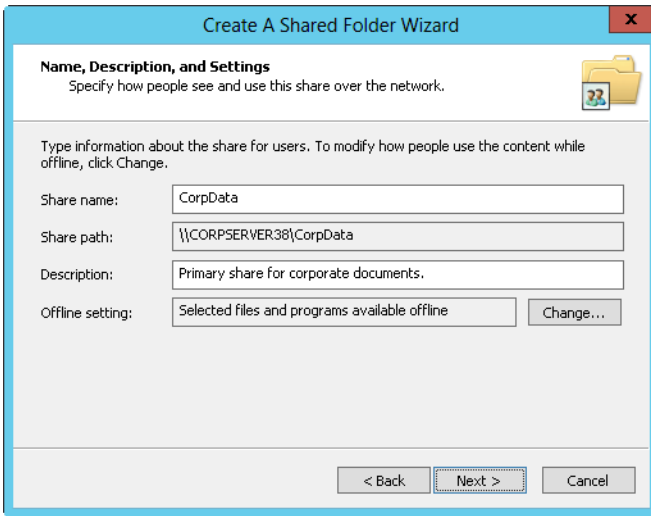 Create A Shared Folder Wizard
x
Name, Description, and Settings
Specify how people see and use this share over the network.
Type information about the share for users. To modify how people use the content while
offline, click Change.
Share name: CorpData
Share path: \\CORPSERVER38\CorpData
Description: Primary share for corporate documents.
Offline setting: Selected files and programs available offline Change...
< Back Next > Cancel